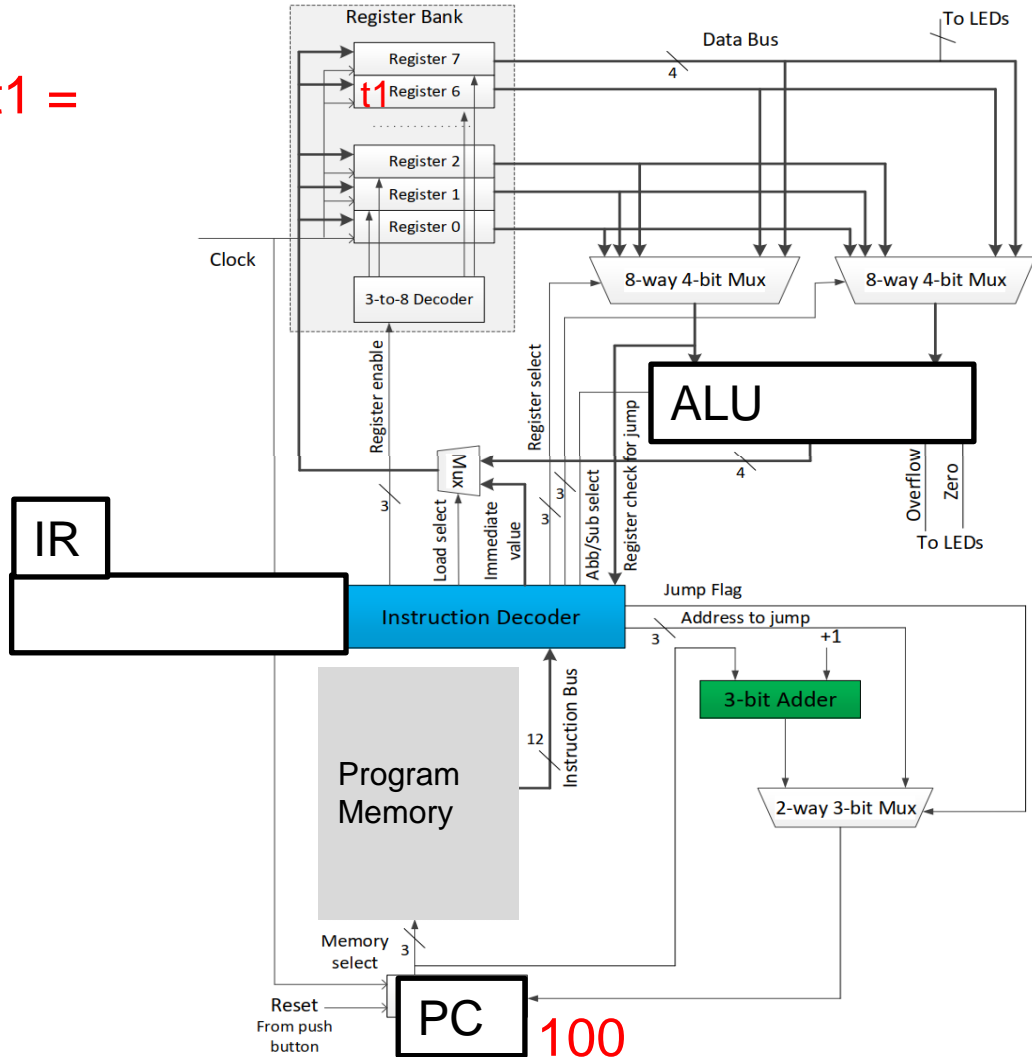 Register Bank
To LEDs
Data Bus
t1 =
Register 7
4
t1
Register 6
..............
Register 2
Register 1
Register 0
Clock
8-way 4-bit Mux
8-way 4-bit Mux
3-to-8 Decoder
Register enable
Register select
Register check for jump
ALU
Mux
4
3
3
3
Load select
Immediate
value
Abb/Sub select
Overflow
Zero
To LEDs
IR
Jump Flag
Instruction Decoder
Address to jump
3
+1
3-bit Adder
12
Instruction Bus
Program
Memory
2-way 3-bit Mux
Memory
select
3
Reset
From push
button
PC
100